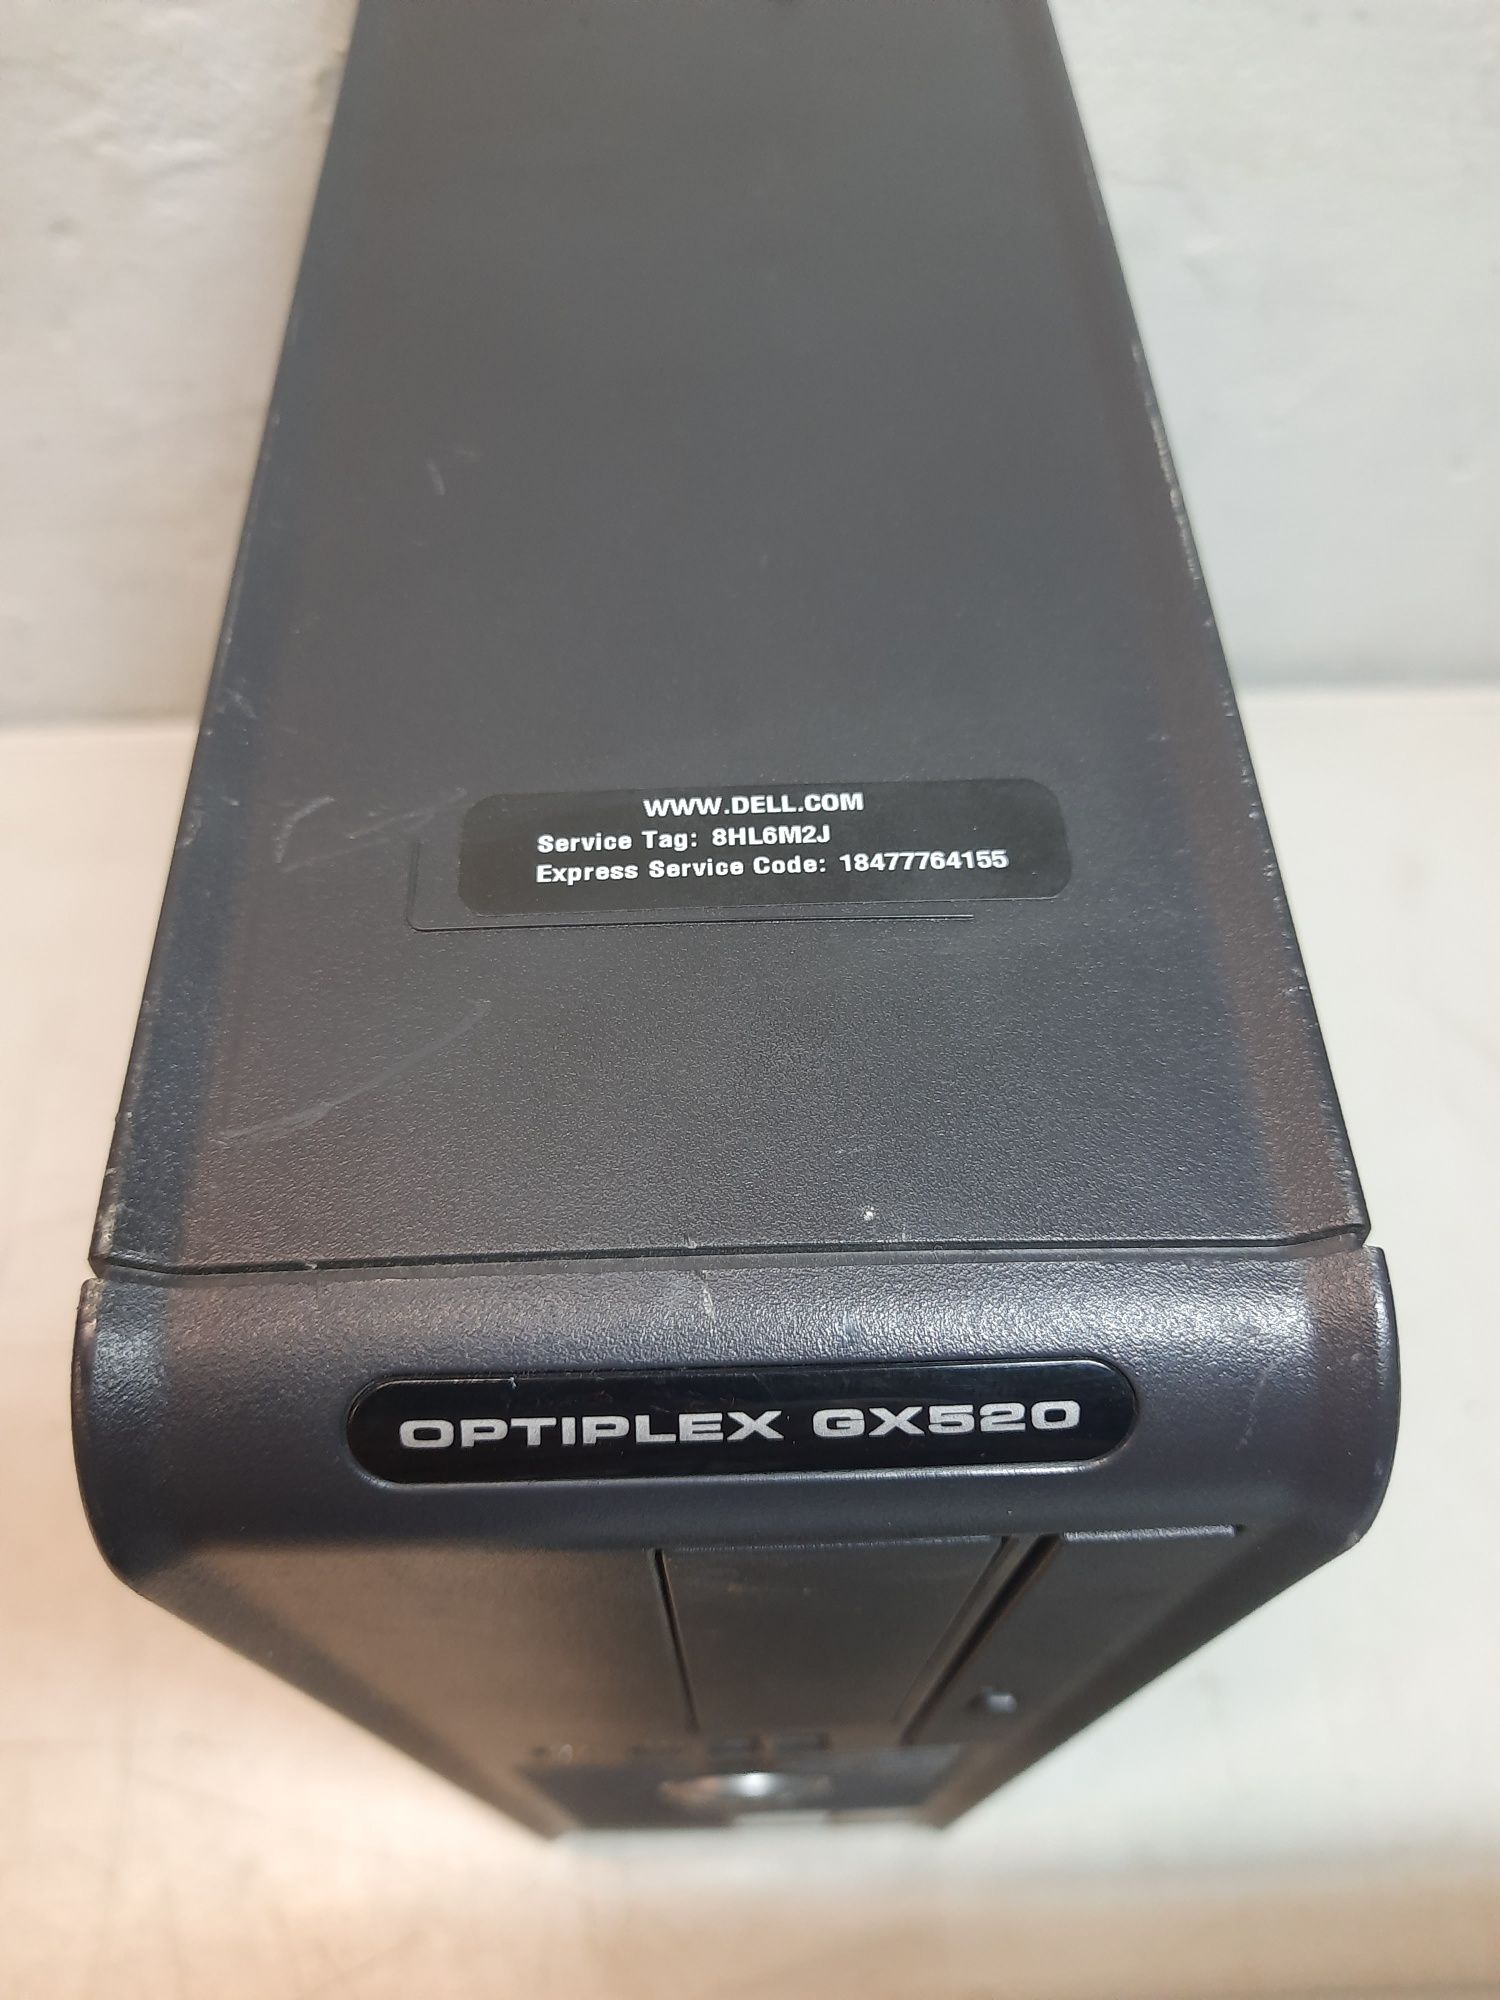 WWW.DELL.COM
Service Tag: 8HL6M2J
Express Service Code: 18477764155
OPTIPLEX GX520